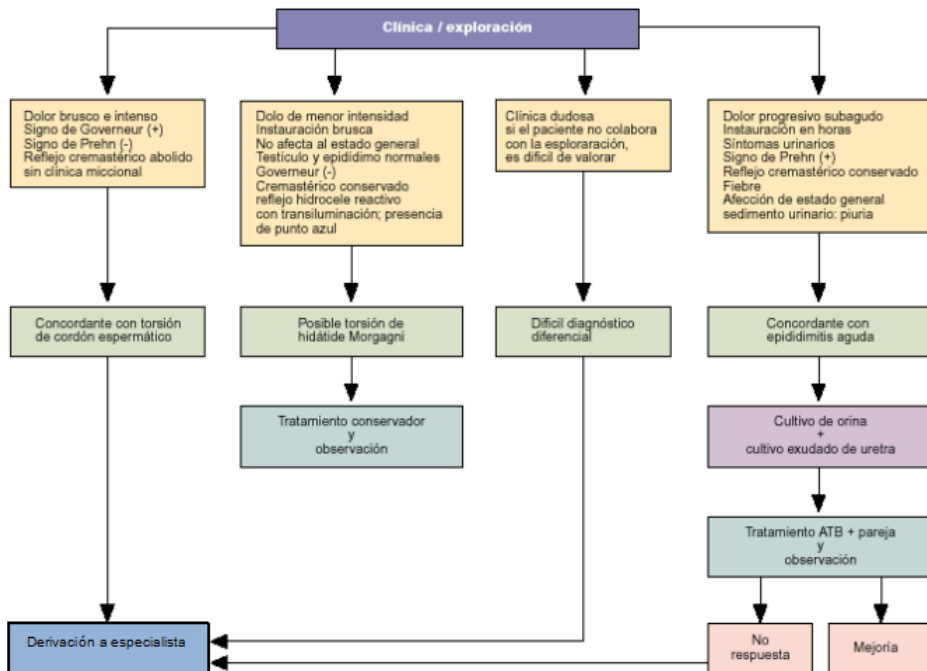 Clínica / exploración
Dolor brusco e intenso
Signo de Governeur (+)
Signo de Prehn (-)
Reflejo cremastérico abolido
sin clínica miccional
Dolo de menor intensidad
Instauración brusca
No afecta al estado general
Testículo y epidídimo normales
Governeur (-)
Cremastérico conservado
reflejo hidrocele reactivo
con transiluminación; presencia
de punto azul
Clínica dudosa
si el paciente no colabora
con la esploraración,
es dificil de valorar
Dolor progresivo subagudo
Instauración en horas
Síntomas urinarios
Signo de Prehn (+)
Reflejo cremastérico conservado
Fiebre
Afección de estado general
sedimento urinario: piuria
Concordante con torsión
de cordón espermático
Posible torsión de
hidátide Morgagni
Dificil diagnóstico
diferencial
Concordante con
epididimitis aguda
Tratamiento conservador
y
observación
Cultivo de orina
+
cultivo exudado de uretra
Tratamiento ATB + pareja
y
observación
Derivación a especialista
No
respuesta
Mejoría